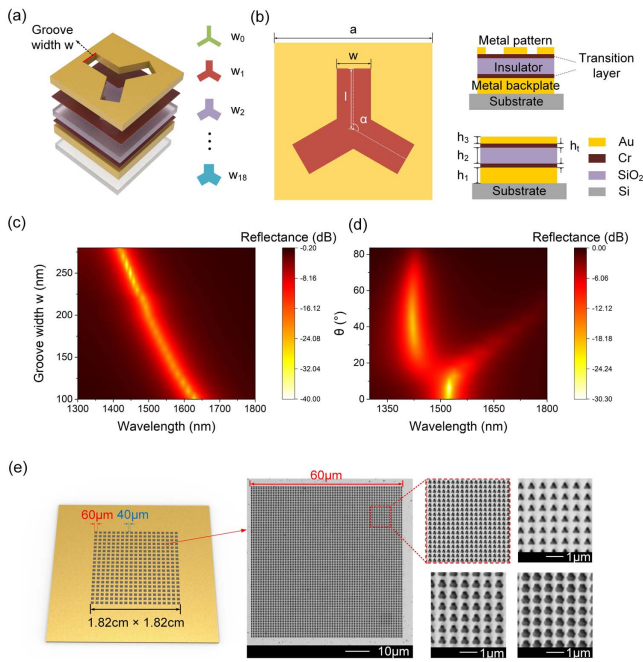 (a)
Groove
width w
w0
w1
w2
w18
(b)
a
w
l
α
Metal pattern
Insulator
Metal backplate
Substrate
Transition
layer
h3
h2
h1
ht
Substrate
Au
Cr
SiO2
Si
(c)
Reflectance (dB)
Groove width w (nm)
250
200
150
100
1300 1400 1500 1600 1700 1800
Wavelength (nm)
-0.20
-8.16
-16.12
-24.08
-32.04
-40.00
(d)
Reflectance (dB)
θ (°)
80
60
40
20
0
1400 1500 1600 1800
Wavelength (nm)
0.00
-6.06
-12.12
-18.18
-24.24
-30.30
(e)
60μm
40μm
1.82cm × 1.82cm
60μm
10μm
1μm
1μm
1μm